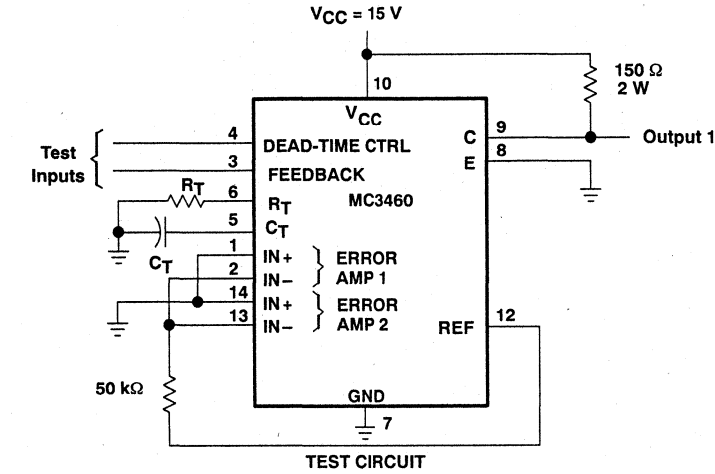 VCC = 15 V
10
150 Ω
2 W
VCC
Test
Inputs
4
DEAD-TIME CTRL
3
FEEDBACK
C
9
Output 1
E
8
RT
6
RT
MC3460
5
CT
CT
1
IN+
ERROR
2
IN−
AMP 1
14
IN+
ERROR
13
IN−
AMP 2
REF
12
50 kΩ
GND
7
TEST CIRCUIT